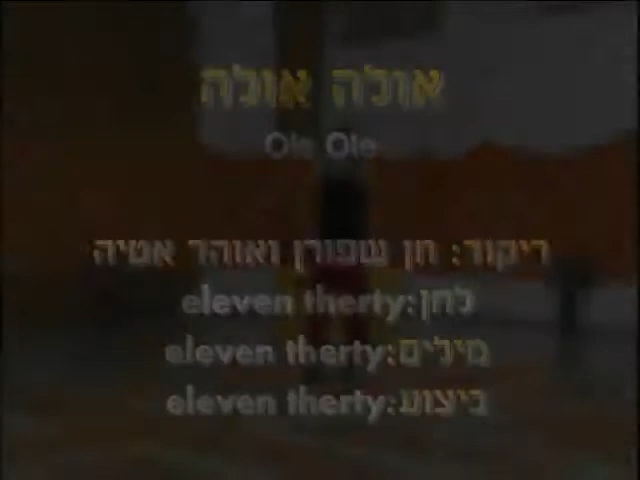 אולה אולה
Ole Ole
ריקוד: חן שפורן ואוהד אטיה
לחן:eleven therty
מילים:eleven therty
ביצוע:eleven therty